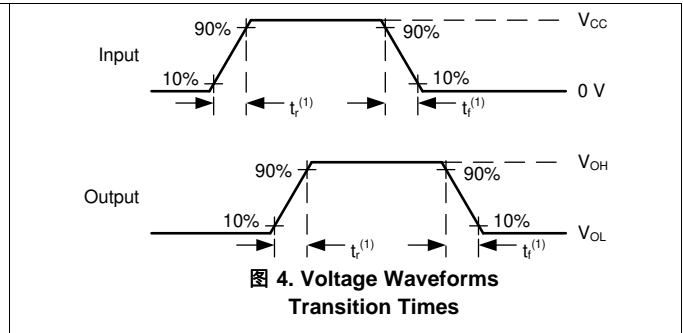 90% 90% V_CC
Input
10% 10% 0 V
t_r^(1) t_f^(1)
90% 90% V_OH
Output
10% 10% V_OL
t_r^(1) t_f^(1)
图 4. Voltage Waveforms
Transition Times